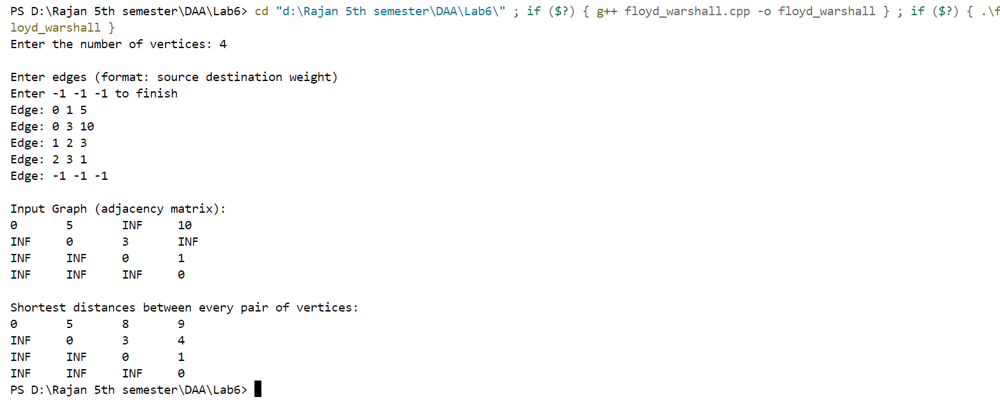 PS D:\Rajan 5th semester\DAA\Lab6> cd "d:\Rajan 5th semester\DAA\Lab6\" ; if ($?) { g++ floyd_warshall.cpp -o floyd_warshall } ; if ($?) { .\f
loyd_warshall }
Enter the number of vertices: 4
Enter edges (format: source destination weight)
Enter -1 -1 -1 to finish
Edge: 0 1 5
Edge: 0 3 10
Edge: 1 2 3
Edge: 2 3 1
Edge: -1 -1 -1
Input Graph (adjacency matrix):
0 5 INF 10
INF 0 3 INF
INF INF 0 1
INF INF INF 0
Shortest distances between every pair of vertices:
0 5 8 9
INF 0 3 4
INF INF 0 1
INF INF INF 0
PS D:\Rajan 5th semester\DAA\Lab6>